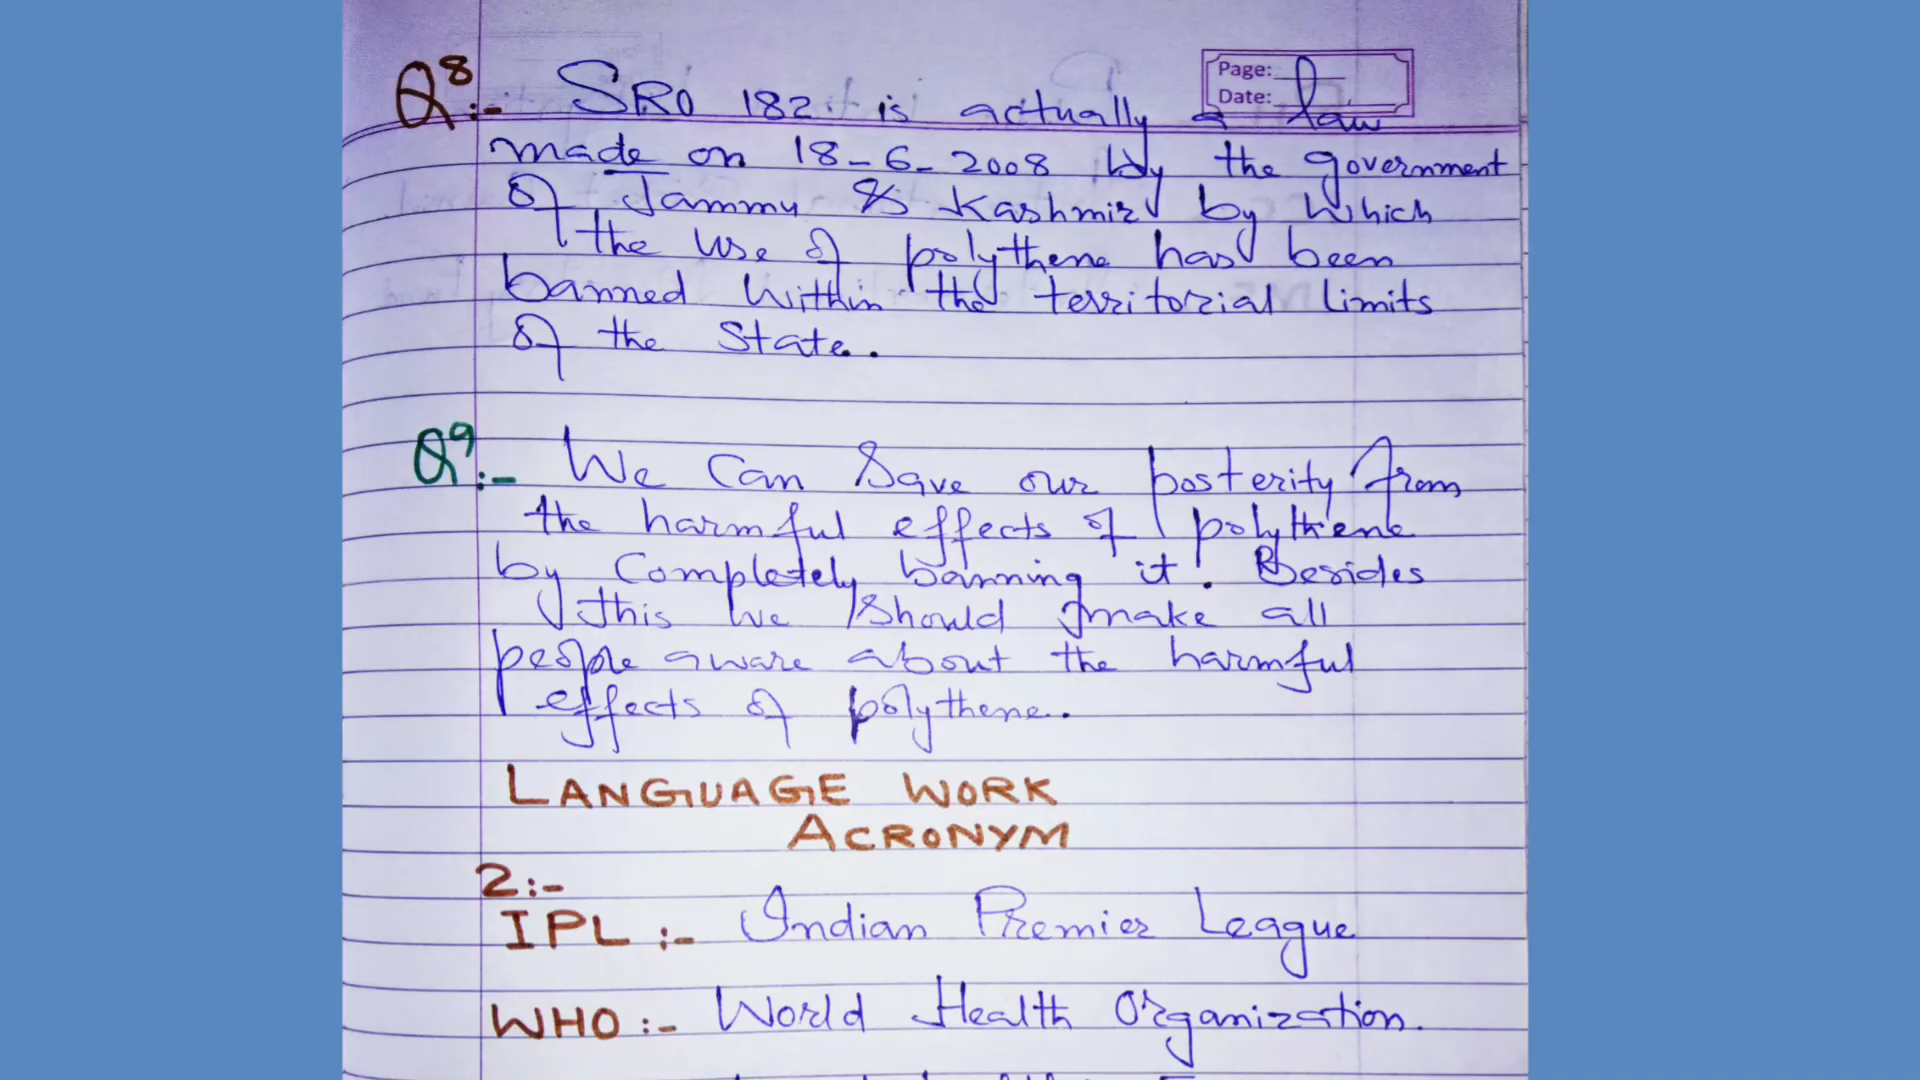 Page:
Date:
Q8:- SRO 182 is actually a law
made on 18-6-2008 by the government
of Jammu & Kashmir by which
the use of polythene has been
banned within the territorial limits
of the State.
Q9:- We can save our posterity from
the harmful effects of polythene
by completely banning it. Besides
this we should make all
people aware about the harmful
effects of polythene.
LANGUAGE WORK
ACRONYM
2:-
IPL :- Indian Premier League
WHO :- World Health Organization.